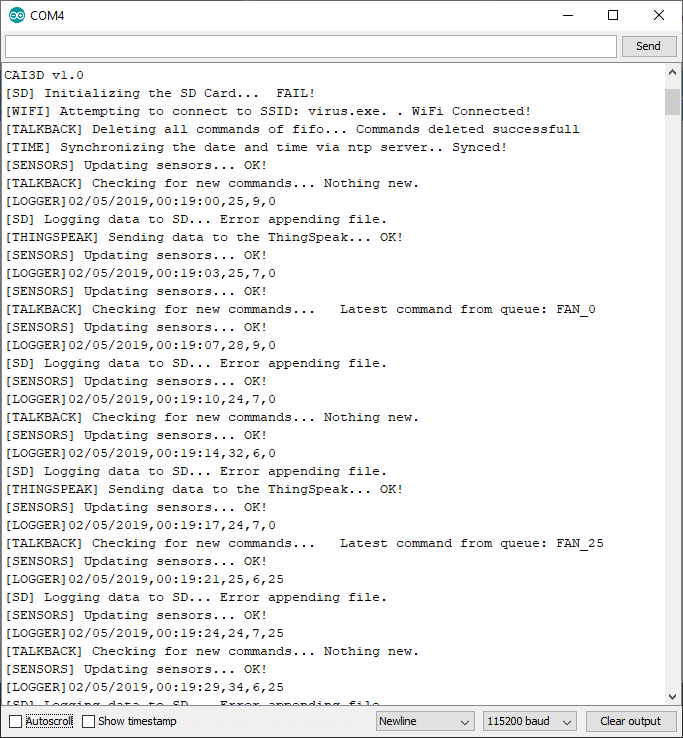 COM4
Send
CAI3D v1.0
[SD] Initializing the SD Card...  FAIL!
[WIFI] Attempting to connect to SSID: virus.exe. . WiFi Connected!
[TALKBACK] Deleting all commands of fifo... Commands deleted successfull
[TIME] Synchronizing the date and time via ntp server.. Synced!
[SENSORS] Updating sensors... OK!
[TALKBACK] Checking for new commands... Nothing new.
[LOGGER]02/05/2019,00:19:00,25,9,0
[SD] Logging data to SD... Error appending file.
[THINGSPEAK] Sending data to the ThingSpeak... OK!
[SENSORS] Updating sensors... OK!
[LOGGER]02/05/2019,00:19:03,25,7,0
[SENSORS] Updating sensors... OK!
[TALKBACK] Checking for new commands...   Latest command from queue: FAN_0
[SENSORS] Updating sensors... OK!
[LOGGER]02/05/2019,00:19:07,28,9,0
[SD] Logging data to SD... Error appending file.
[SENSORS] Updating sensors... OK!
[LOGGER]02/05/2019,00:19:10,24,7,0
[TALKBACK] Checking for new commands... Nothing new.
[SENSORS] Updating sensors... OK!
[LOGGER]02/05/2019,00:19:14,32,6,0
[SD] Logging data to SD... Error appending file.
[THINGSPEAK] Sending data to the ThingSpeak... OK!
[SENSORS] Updating sensors... OK!
[LOGGER]02/05/2019,00:19:17,24,7,0
[TALKBACK] Checking for new commands...   Latest command from queue: FAN_25
[SENSORS] Updating sensors... OK!
[LOGGER]02/05/2019,00:19:21,25,6,25
[SD] Logging data to SD... Error appending file.
[SENSORS] Updating sensors... OK!
[LOGGER]02/05/2019,00:19:24,24,7,25
[TALKBACK] Checking for new commands... Nothing new.
[SENSORS] Updating sensors... OK!
[LOGGER]02/05/2019,00:19:29,34,6,25
[SD] Logging data to SD... Error appending file.
Autoscroll Show timestamp Newline 115200 baud Clear output